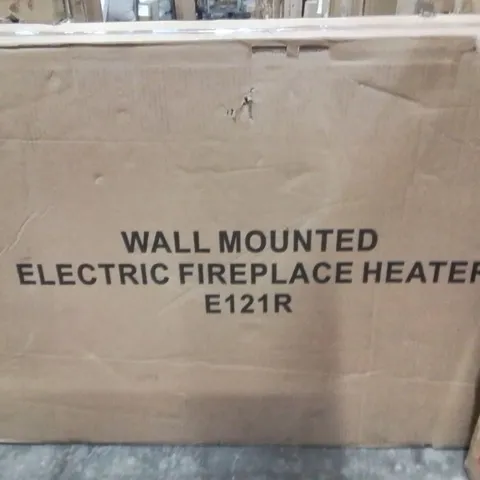 WALL MOUNTED
ELECTRIC FIREPLACE HEATER
E121R